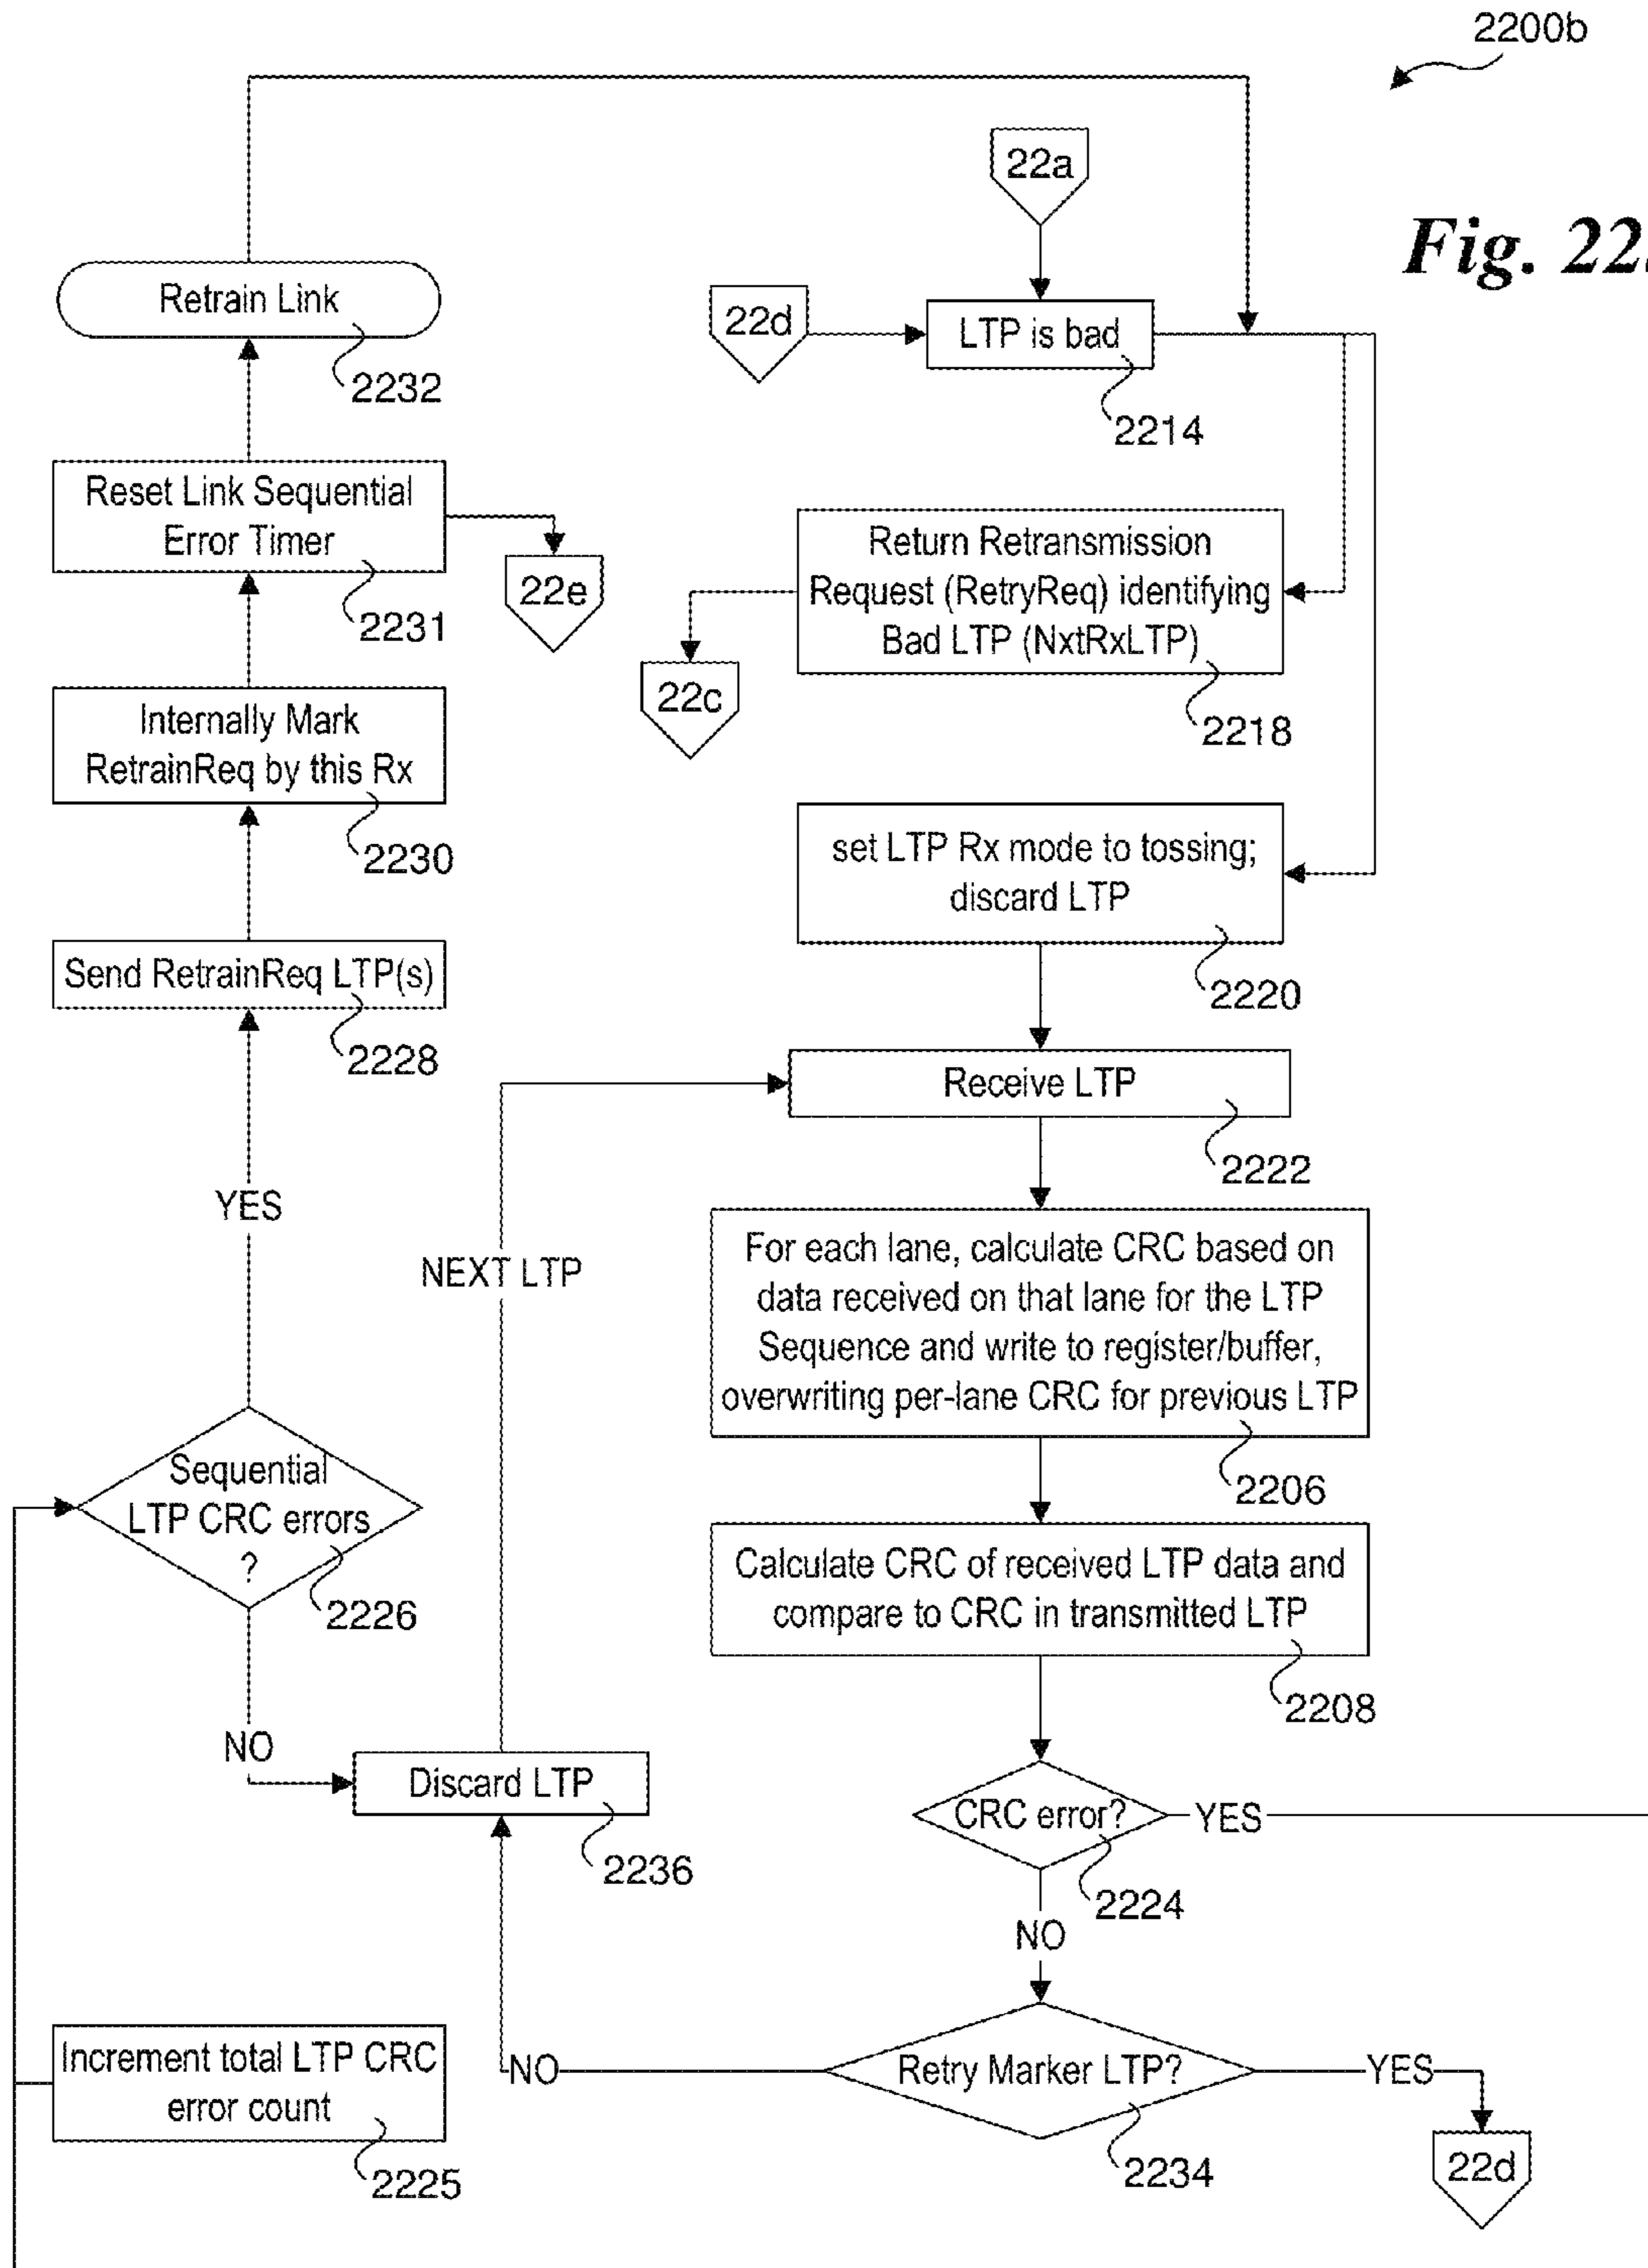 2200b
22a
Fig. 22
Retrain Link
2232
22d
LTP is bad
2214
Reset Link Sequential
Error Timer
2231
22e
Return Retransmission
Request (RetryReq) identifying
Bad LTP (NxtRxLTP)
2218
22c
Internally Mark
RetrainReq by this Rx
2230
set LTP Rx mode to tossing;
discard LTP
2220
Send RetrainReq LTP(s)
2228
Receive LTP
2222
YES
NEXT LTP
For each lane, calculate CRC based on
data received on that lane for the LTP
Sequence and write to register/buffer,
overwriting per-lane CRC for previous LTP
2206
Sequential
LTP CRC errors
?
2226
Calculate CRC of received LTP data and
compare to CRC in transmitted LTP
2208
NO
Discard LTP
2236
CRC error?
YES
2224
NO
Increment total LTP CRC
error count
2225
NO
Retry Marker LTP?
YES
2234
22d